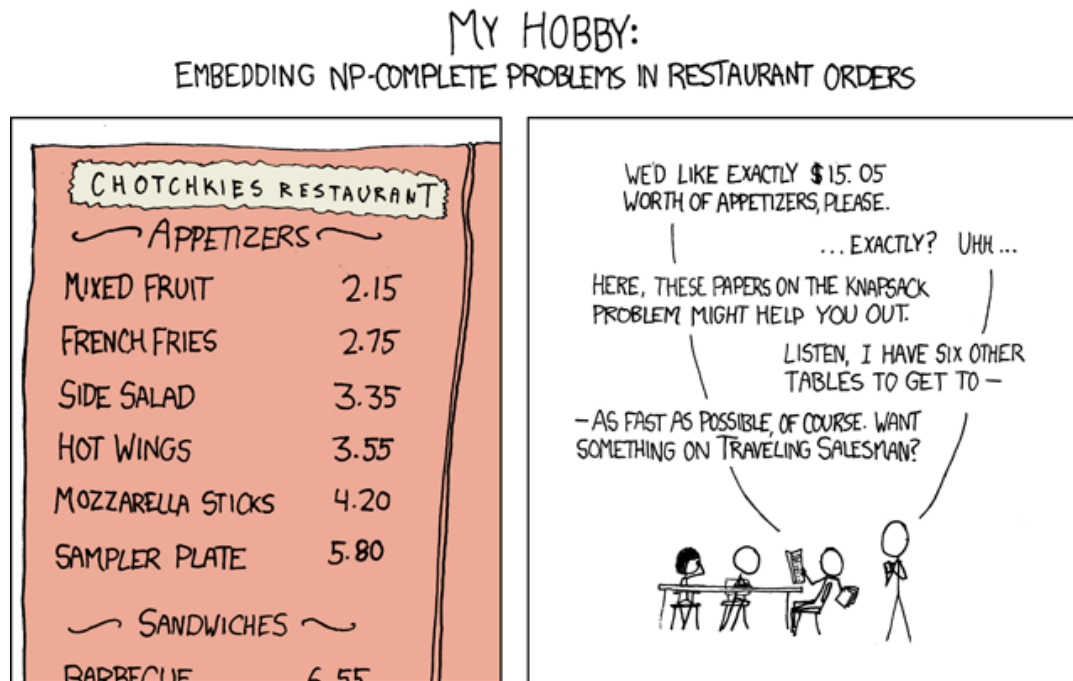 MY HOBBY:
EMBEDDING NP-COMPLETE PROBLEMS IN RESTAURANT ORDERS
CHOTCHKIES RESTAURANT
APPETIZERS
MIXED FRUIT 2.15
FRENCH FRIES 2.75
SIDE SALAD 3.35
HOT WINGS 3.55
MOZZARELLA STICKS 4.20
SAMPLER PLATE 5.80
SANDWICHES
BARBECUE 6.55
WE'D LIKE EXACTLY $15.05
WORTH OF APPETIZERS, PLEASE.
...EXACTLY? UHH...
HERE, THESE PAPERS ON THE KNAPSACK
PROBLEM MIGHT HELP YOU OUT.
LISTEN, I HAVE SIX OTHER
TABLES TO GET TO —
—AS FAST AS POSSIBLE, OF COURSE. WANT
SOMETHING ON TRAVELING SALESMAN?